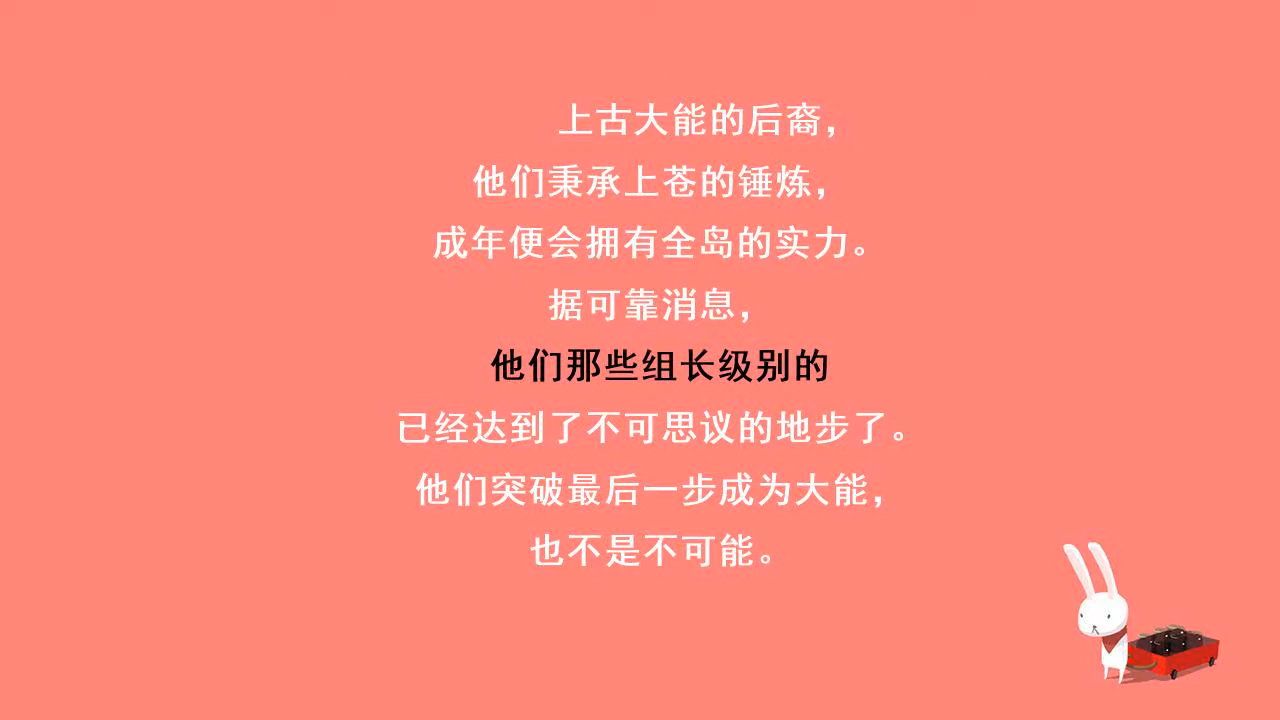 上古大能的后裔，
他们秉承上苍的锤炼，
成年便会拥有全岛的实力。
据可靠消息，
他们那些组长级别的
已经达到了不可思议的地步了。
他们突破最后一步成为大能，
也不是不可能。